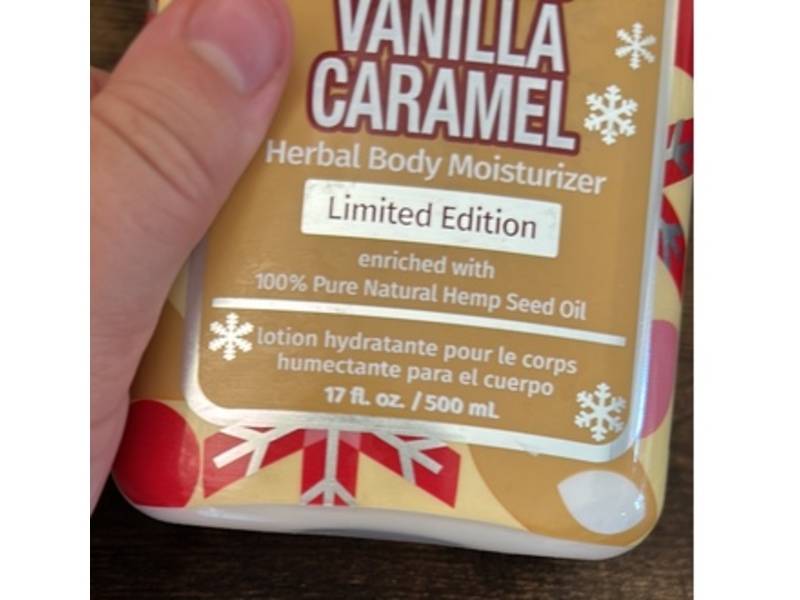 VANILLA
CARAMEL
Herbal Body Moisturizer
Limited Edition
enriched with
100% Pure Natural Hemp Seed Oil
lotion hydratante pour le corps
humectante para el cuerpo
17 fl. oz. / 500 mL